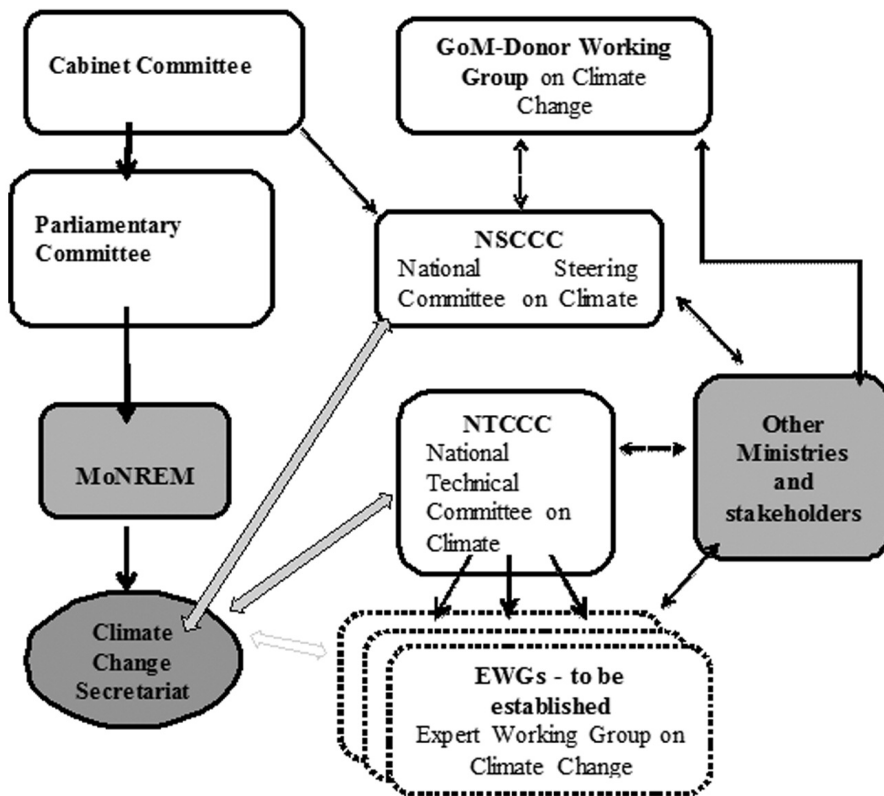 Cabinet Committee
GoM-Donor Working
Group on Climate
Change
Parliamentary
Committee
NSCCC
National Steering
Committee on Climate
MoNREM
NTCCC
National
Technical
Committee on
Climate
Other
Ministries
and
stakeholders
Climate
Change
Secretariat
EWGs - to be
established
Expert Working Group on
Climate Change